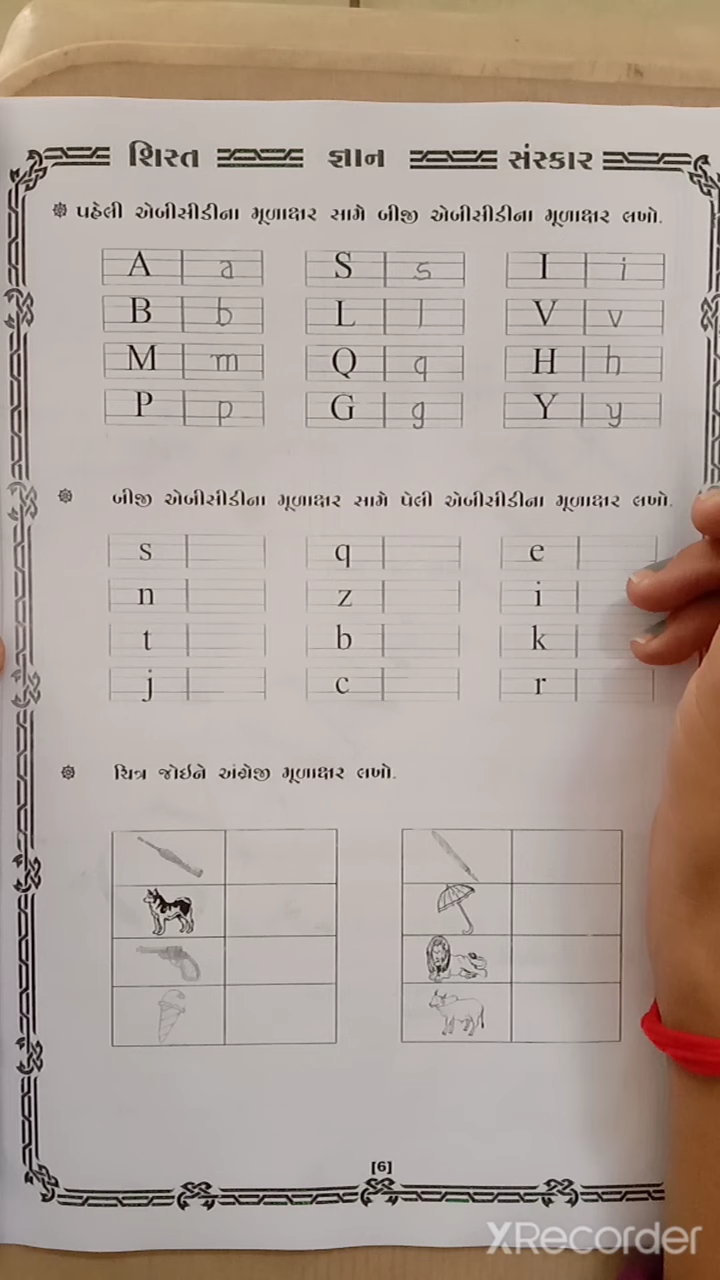 શિસ્ત જ્ઞાન સંસ્કાર
પહેલી એબીસીડીના મૂળાક્ષર સામે બીજી એબીસીડીના મૂળાક્ષર લખો.
A a S s I i
B b L l V v
M m Q q H h
P p G g Y y
બીજી એબીસીડીના મૂળાક્ષર સામે પેલી એબીસીડીના મૂળાક્ષર લખો.
s q e
n z i
t b k
j c r
ચિત્ર જોઈને અંગ્રેજી મૂળાક્ષર લખો.
[6]
XRecorder